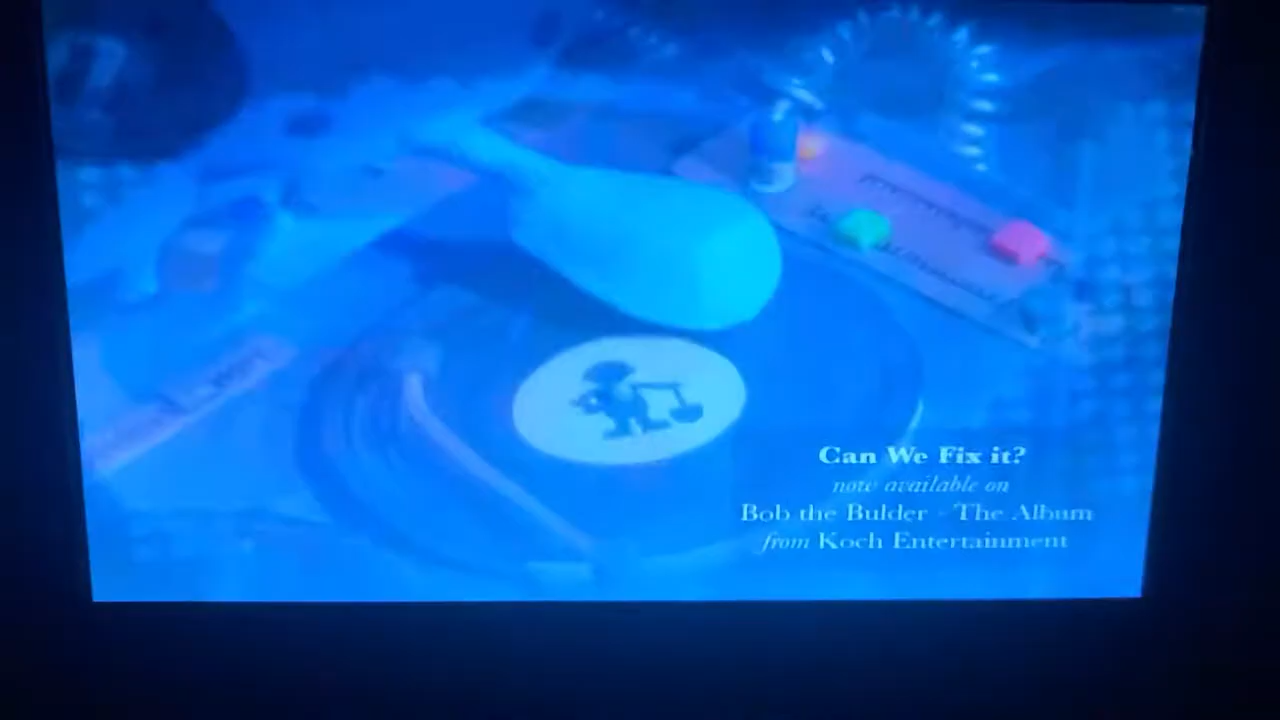 Can We Fix it?
now available on
Bob the Bulder - The Album
from Koch Entertainment